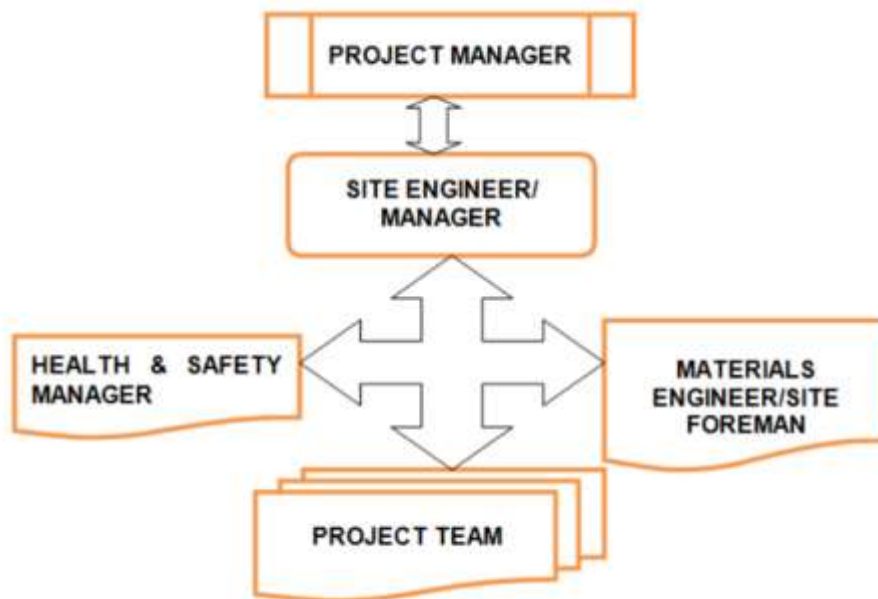 PROJECT MANAGER
SITE ENGINEER/
MANAGER
HEALTH & SAFETY
MANAGER
MATERIALS
ENGINEER/SITE
FOREMAN
PROJECT TEAM